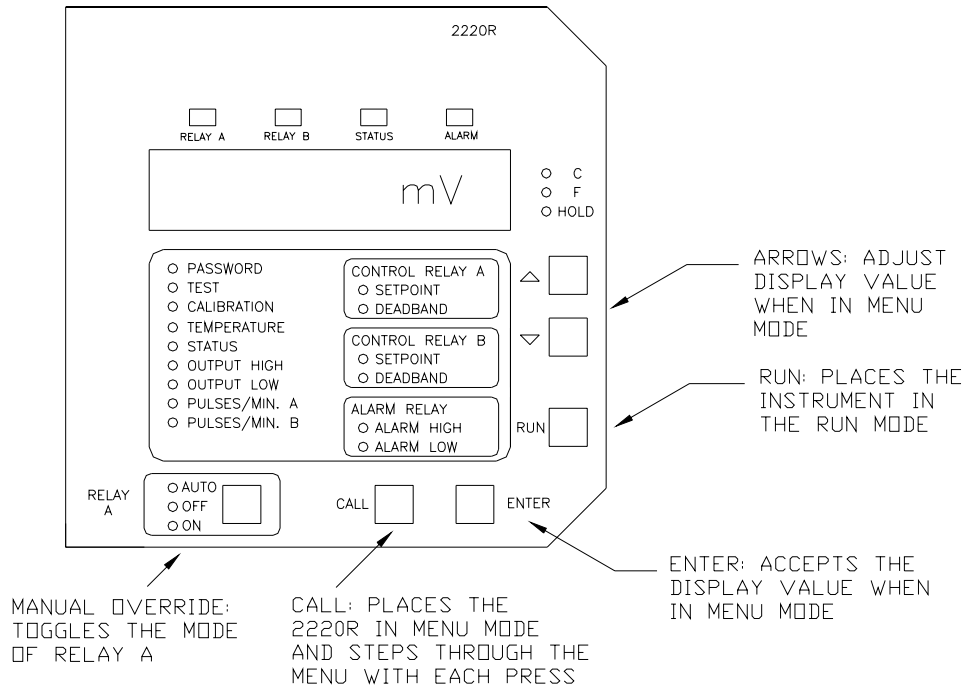 2220R
RELAY A
RELAY B
STATUS
ALARM
mV
C
F
HOLD
PASSWORD
TEST
CALIBRATION
TEMPERATURE
STATUS
OUTPUT HIGH
OUTPUT LOW
PULSES/MIN. A
PULSES/MIN. B
CONTROL RELAY A
SETPOINT
DEADBAND
CONTROL RELAY B
SETPOINT
DEADBAND
ALARM RELAY
ALARM HIGH
ALARM LOW
RUN
RELAY
A
AUTO
OFF
ON
CALL
ENTER
ARROWS: ADJUST
DISPLAY VALUE
WHEN IN MENU
MODE
RUN: PLACES THE
INSTRUMENT IN
THE RUN MODE
ENTER: ACCEPTS THE
DISPLAY VALUE WHEN
IN MENU MODE
MANUAL OVERRIDE:
TOGGLES THE MODE
OF RELAY A
CALL: PLACES THE
2220R IN MENU MODE
AND STEPS THROUGH THE
MENU WITH EACH PRESS